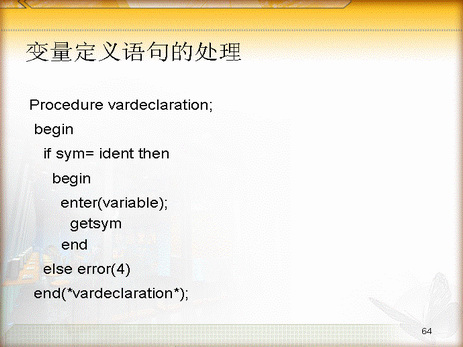 变量定义语句的处理
Procedure vardeclaration;
begin
if sym= ident then
begin
enter(variable);
getsym
end
else error(4)
end(*vardeclaration*);
64